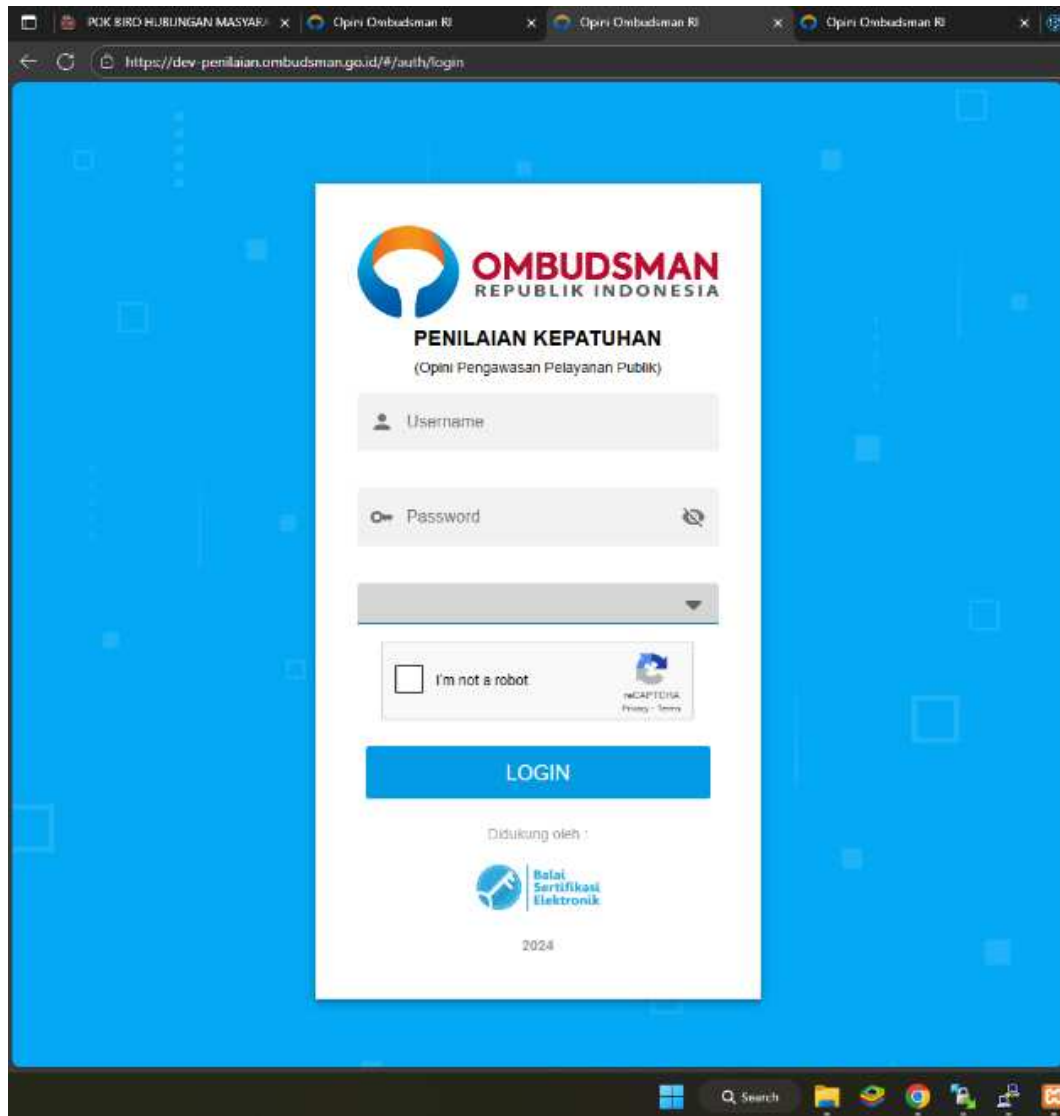 POK BIRO HUBUNGAN MASYAR
Opini Ombudsman RI
Opini Ombudsman RI
Opini Ombudsman RI
https://dev-penilaian.ombudsman.go.id/#/auth/login
OMBUDSMAN
REPUBLIK INDONESIA
PENILAIAN KEPATUHAN
(Opini Pengawasan Pelayanan Publik)
Username
Password
I'm not a robot
reCAPTCHA
Privacy - Terms
LOGIN
Didukung oleh :
Balai
Sertifikasi
Elektronik
2024
Search